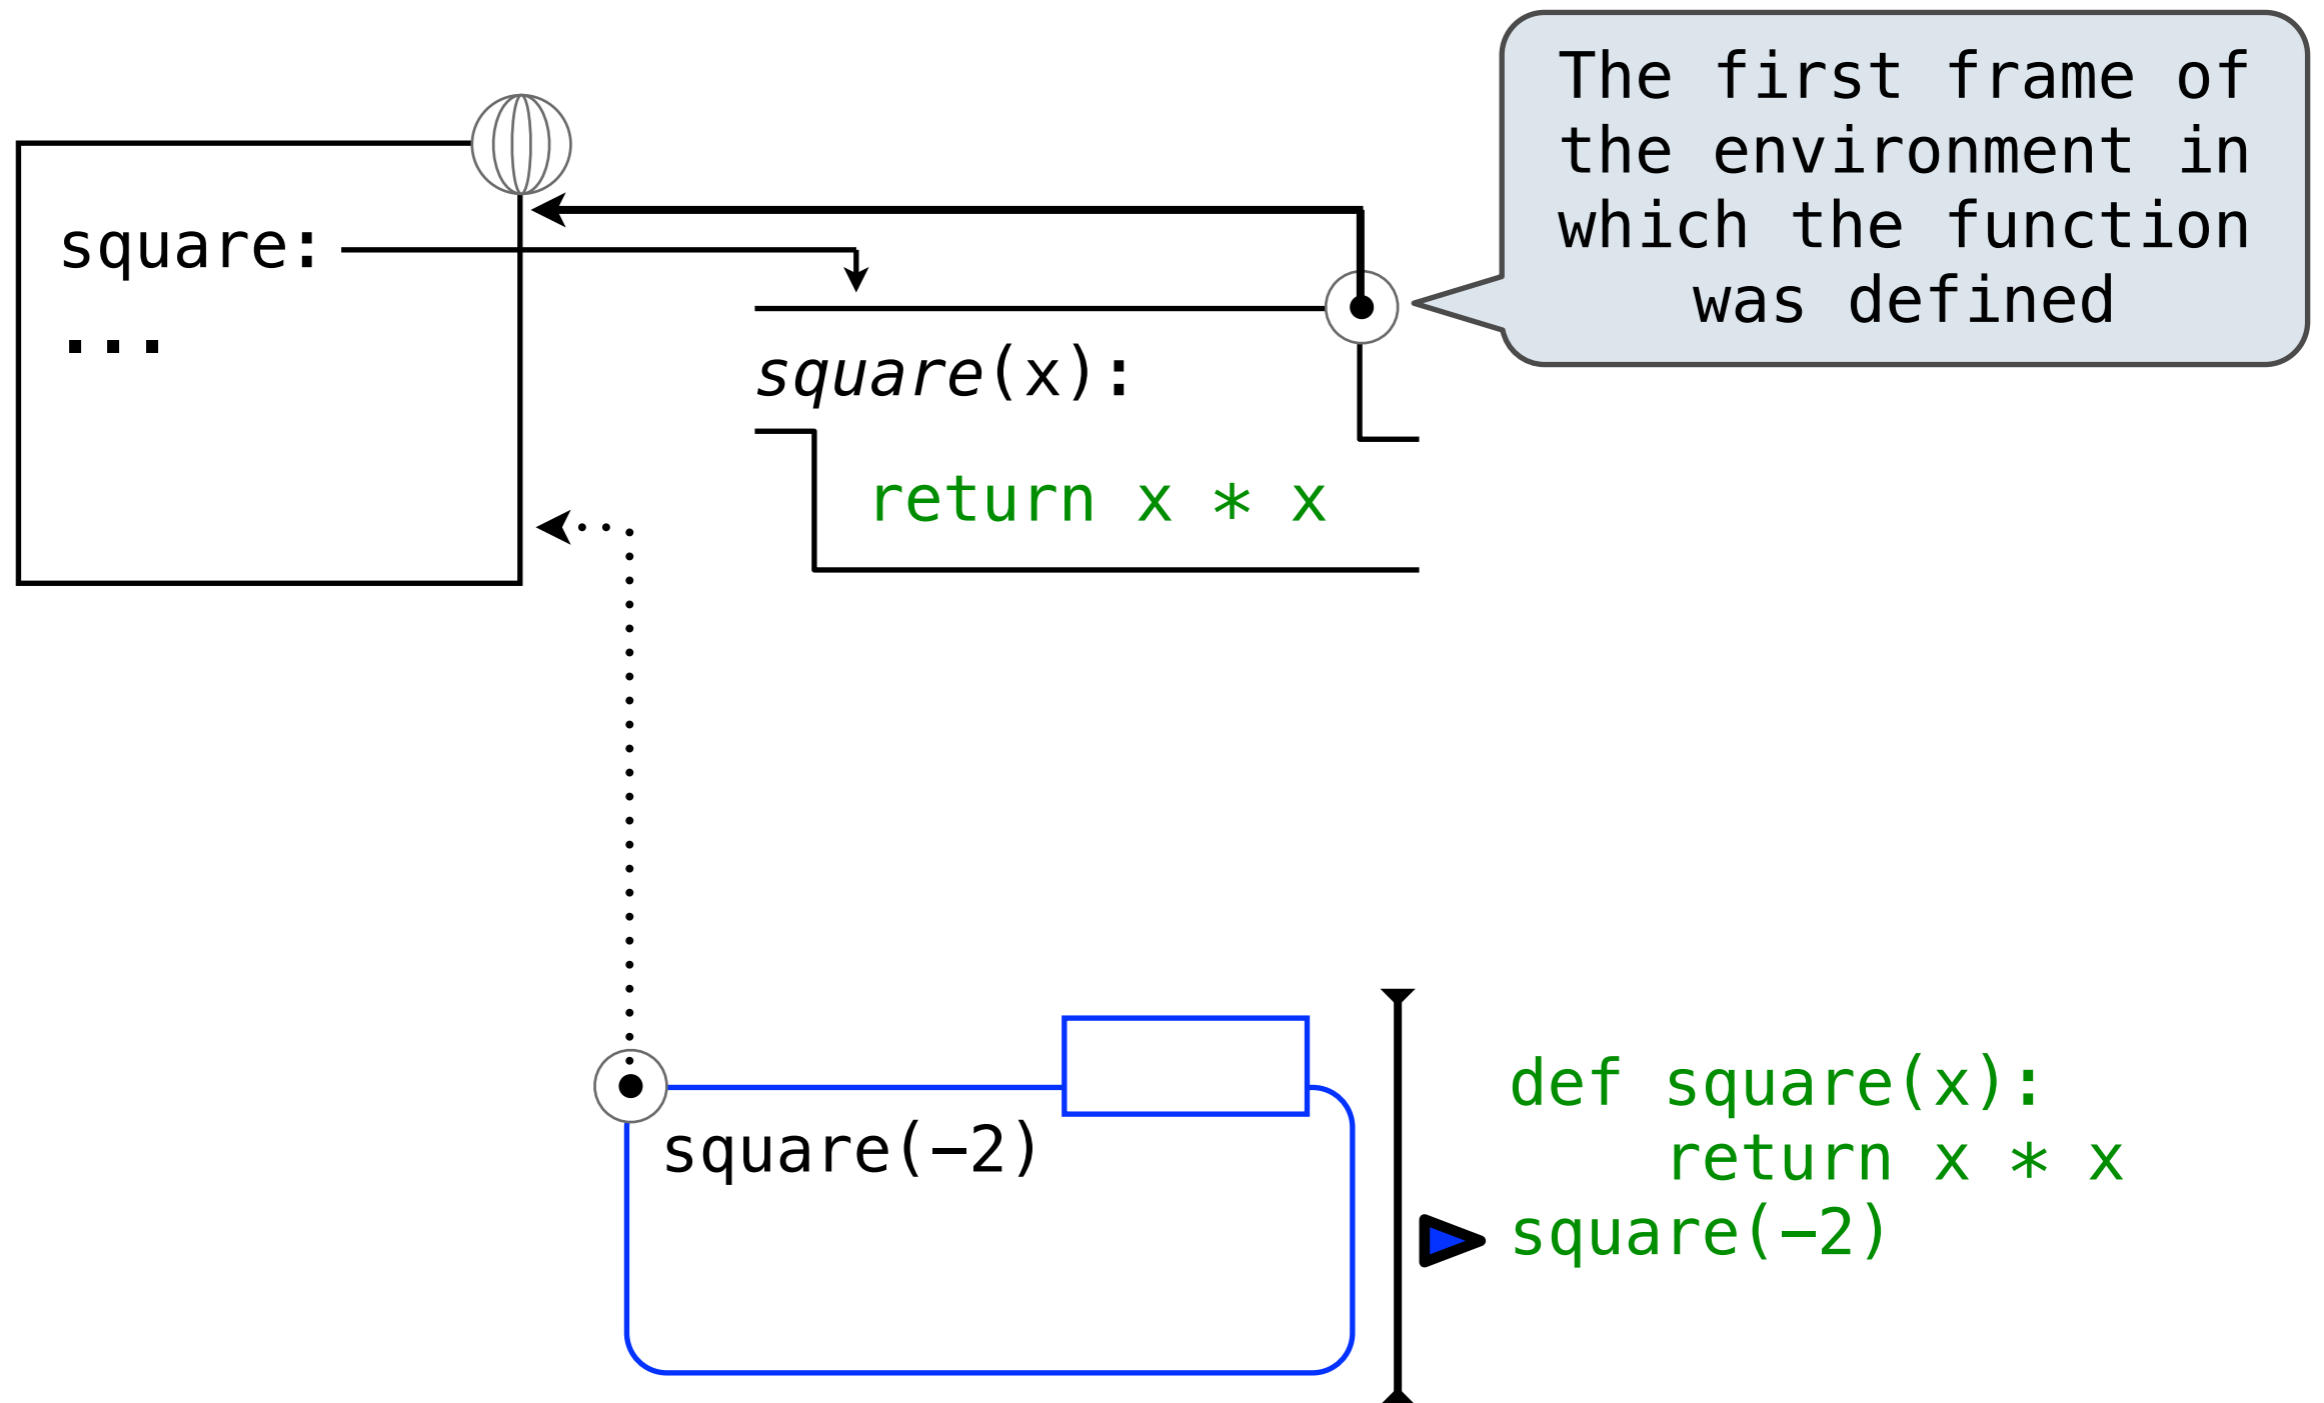 The first frame of
the environment in
which the function
was defined
square:
...
square(x):
return x * x
square(−2)
def square(x):
    return x * x
square(−2)